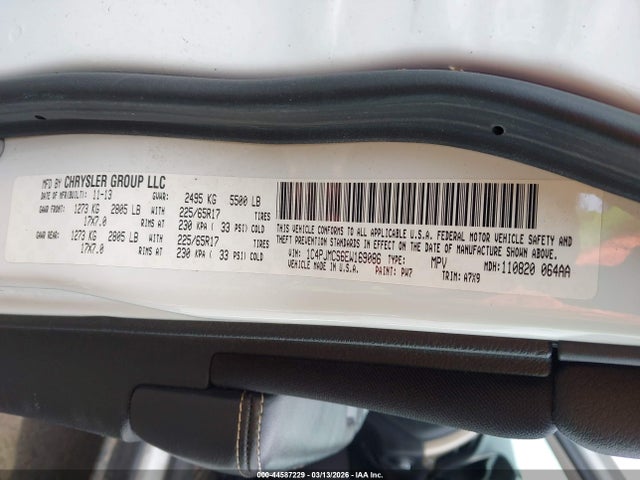 MFD BY CHRYSLER GROUP LLC
DATE OF MFR(BUILT): 11-13 GVWR: 2495 KG 5500 LB
GAWR FRONT: 1273 KG 2805 LB WITH 225/65R17 TIRES
17X7.0 RIMS AT 230 KPA ( 33 PSI) COLD
GAWR REAR: 1273 KG 2805 LB WITH 225/65R17 TIRES
17X7.0 RIMS AT 230 KPA ( 33 PSI) COLD
THIS VEHICLE CONFORMS TO ALL APPLICABLE U.S.A. FEDERAL MOTOR VEHICLE SAFETY AND
THEFT PREVENTION STANDARDS IN EFFECT ON THE DATE OF MANUFACTURE SHOWN ABOVE.
VIN: 1C4PJMCS6EW169086 TYPE: MPV MDH: 110820 064AA
VEHICLE MADE IN U.S.A. PAINT: PW7 TRIM: A7X9
000-44587229 - 03/13/2026 - IAA Inc.